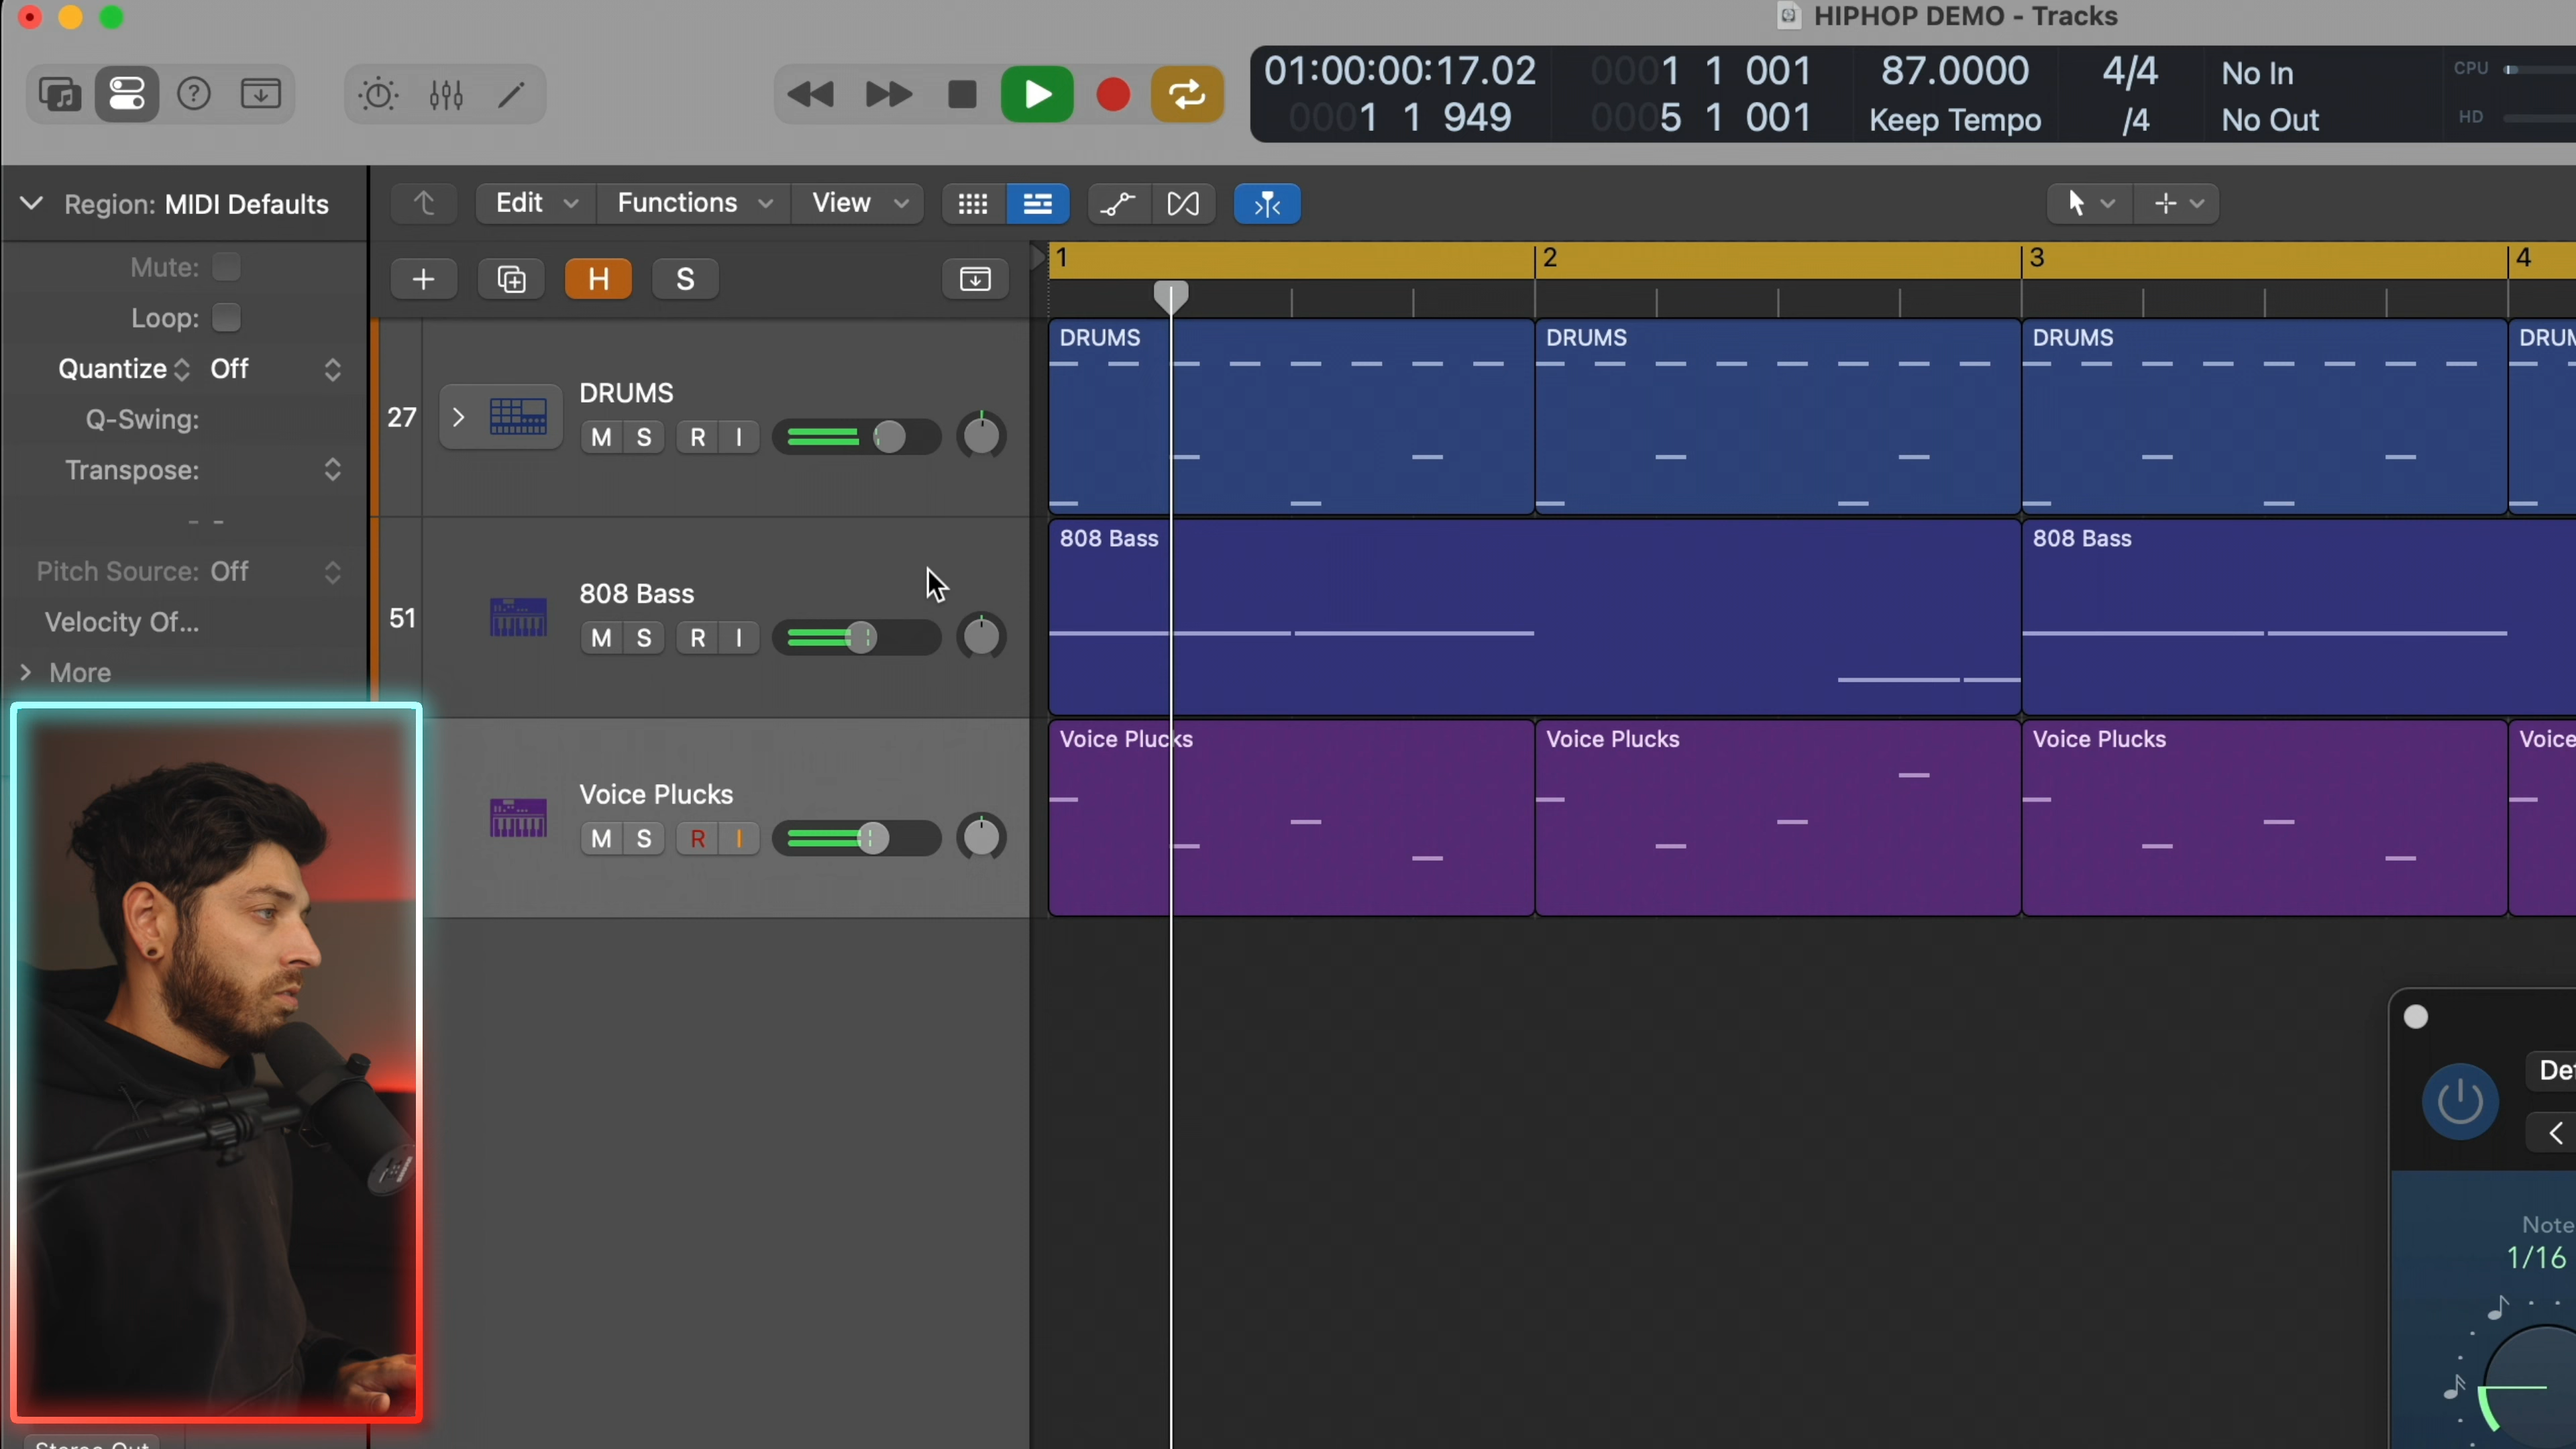 HIPHOP DEMO - Tracks
01:00:00:17.02 0001 1 001 87.0000 4/4 No In CPU
0001 1 949 0005 1 001 Keep Tempo /4 No Out HD
Region: MIDI Defaults
Edit Functions View
Mute:
Loop:
Quantize Off
Q-Swing:
Transpose:
- -
Pitch Source: Off
Velocity Of...
More
H S
1 2 3 4
27 DRUMS
M S R I
DRUMS DRUMS DRUMS DRUM
51 808 Bass
M S R I
808 Bass 808 Bass
Voice Plucks
M S R I
Voice Plucks Voice Plucks Voice Plucks Voice
Def
Note
1/16
Stereo Out